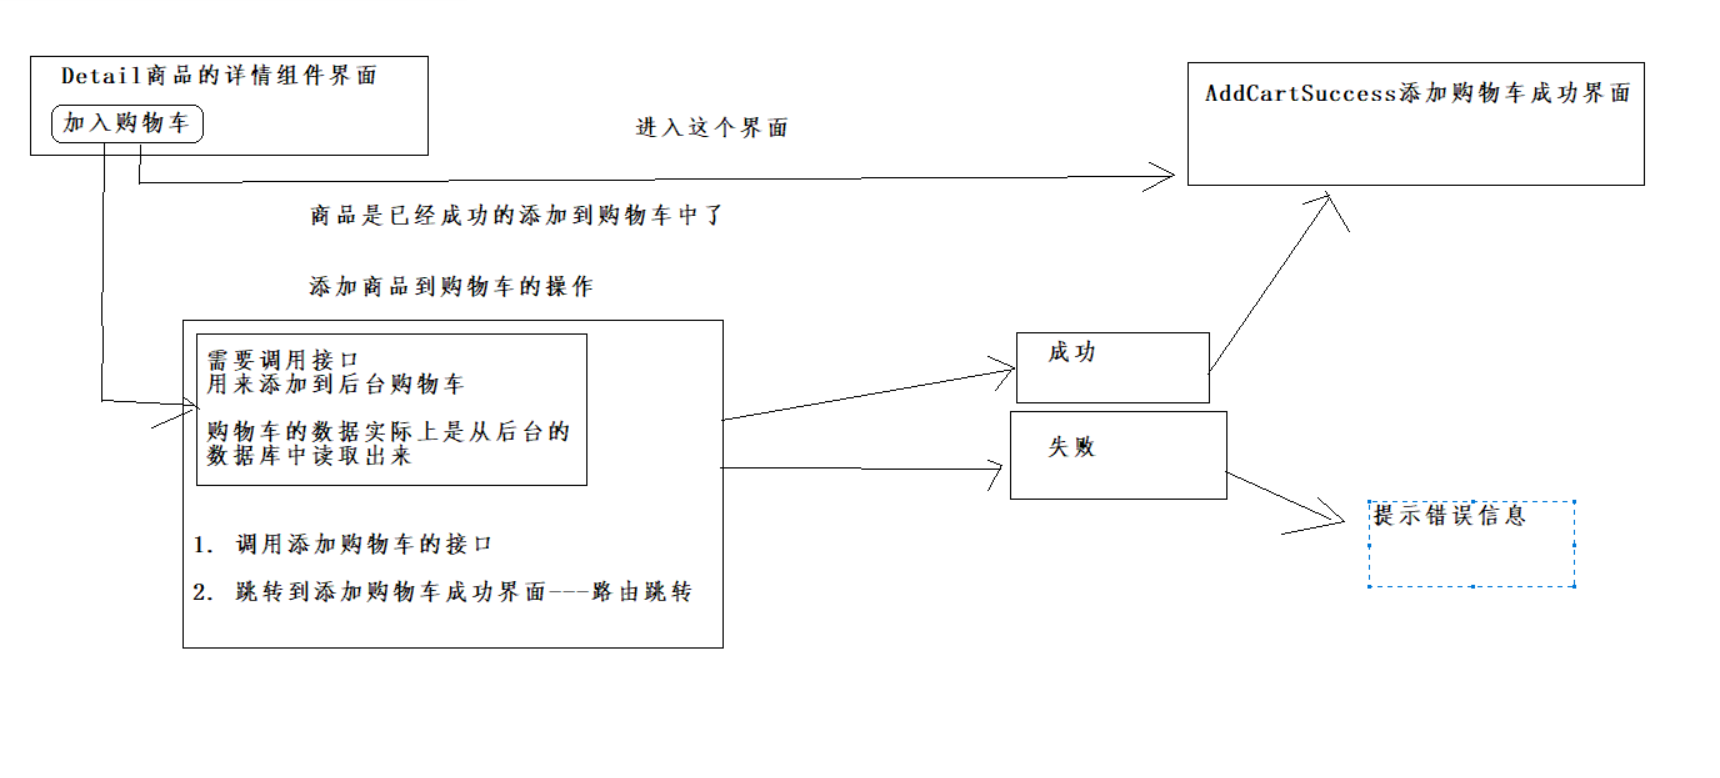 Detail商品的详情组件界面
加入购物车
进入这个界面
AddCartSuccess添加购物车成功界面
商品是已经成功的添加到购物车中了
添加商品到购物车的操作
需要调用接口
用来添加到后台购物车
购物车的数据实际上是从后台的
数据库中读取出来
1. 调用添加购物车的接口
2. 跳转到添加购物车成功界面---路由跳转
成功
失败
提示错误信息